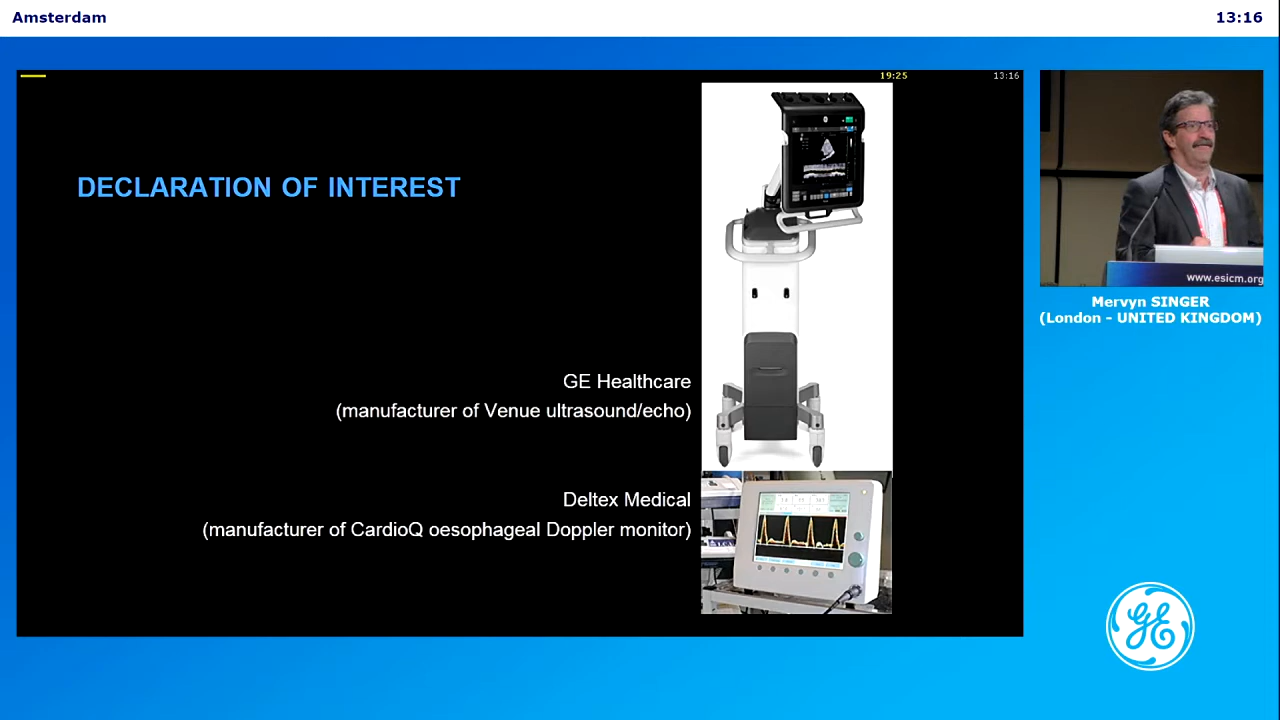 Amsterdam
13:16
19:25
13:16
DECLARATION OF INTEREST
GE Healthcare
(manufacturer of Venue ultrasound/echo)
Deltex Medical
(manufacturer of CardioQ oesophageal Doppler monitor)
www.esicm.org
Mervyn SINGER
(London - UNITED KINGDOM)
GE